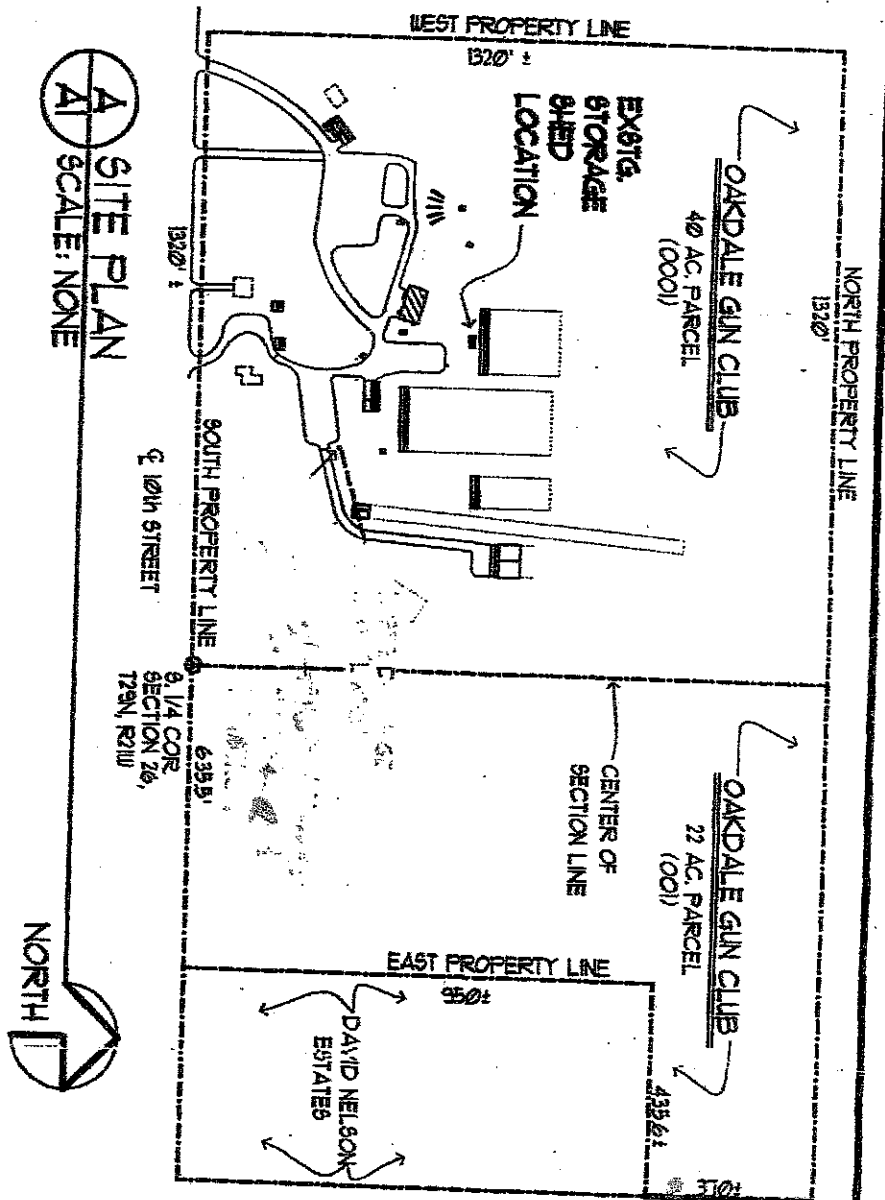 WEST PROPERTY LINE
1320' ±
EXSTG.
STORAGE
SHED
LOCATION
OAKDALE GUN CLUB
40 AC. PARCEL
(0001)
NORTH PROPERTY LINE
1320'
A
A1
SITE PLAN
SCALE: NONE
1320' ±
SOUTH PROPERTY LINE
℄ 10th STREET
S. 1/4 COR.
SECTION 26,
T29N, R21W
635.5'
CENTER OF
SECTION LINE
OAKDALE GUN CLUB
22 AC. PARCEL
(001)
EAST PROPERTY LINE
950±
DAVID NELSON
ESTATES
435.6±
370±
NORTH